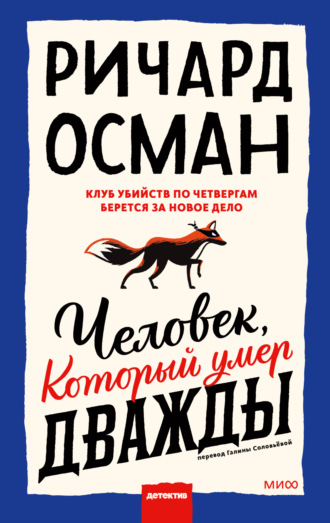 РИЧАРД
ОСМАН
КЛУБ УБИЙСТВ ПО ЧЕТВЕРГАМ
БЕРЕТСЯ ЗА НОВОЕ ДЕЛО
Человек,
Который умер
ДВАЖДЫ
перевод Галины Соловьёвой
детектив
МИФ